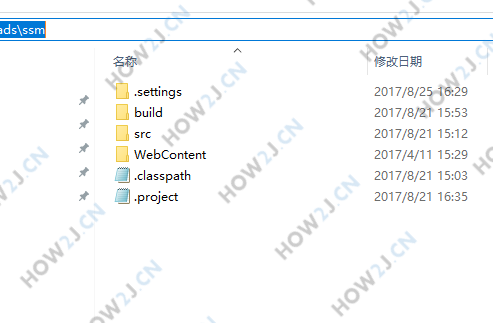 ads\ssm
名称 修改日期
.settings 2017/8/25 16:29
build 2017/8/21 15:53
src 2017/8/21 15:12
WebContent 2017/4/11 15:29
.classpath 2017/8/21 15:03
.project 2017/8/21 16:35
HOW2J.CN
HOW2J.CN
HOW2J.CN
HOW2J.CN
HOW2J.CN
HOW2J.CN
HOW2J.CN
HOW2J.CN